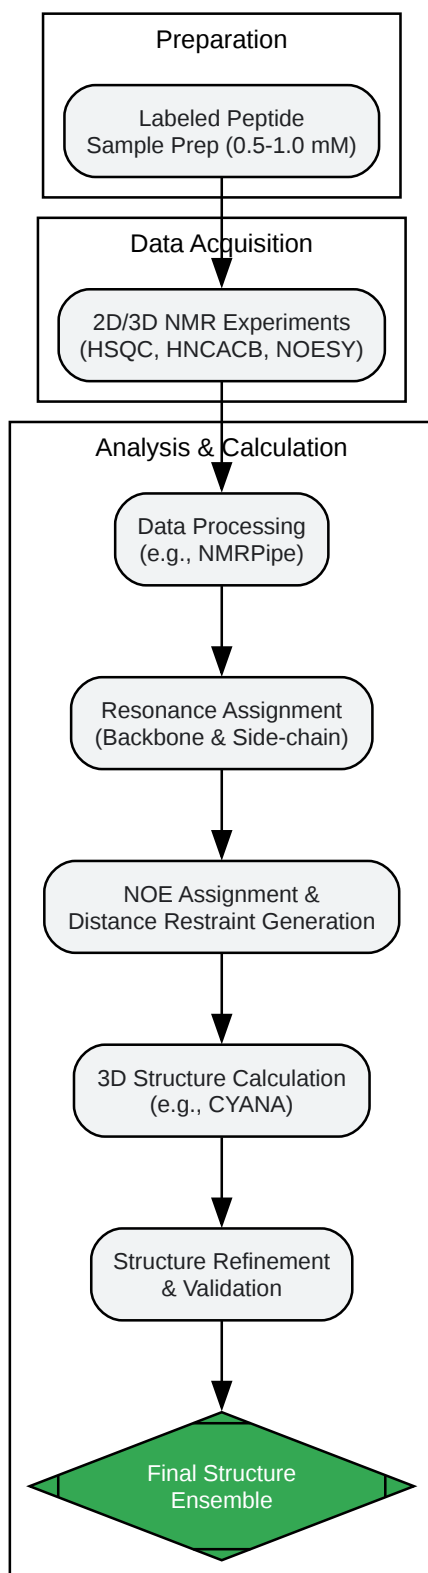 Preparation
Labeled Peptide
Sample Prep (0.5-1.0 mM)
Data Acquisition
2D/3D NMR Experiments
(HSQC, HNCACB, NOESY)
Analysis & Calculation
Data Processing
(e.g., NMRPipe)
Resonance Assignment
(Backbone & Side-chain)
NOE Assignment &
Distance Restraint Generation
3D Structure Calculation
(e.g., CYANA)
Structure Refinement
& Validation
Final Structure
Ensemble